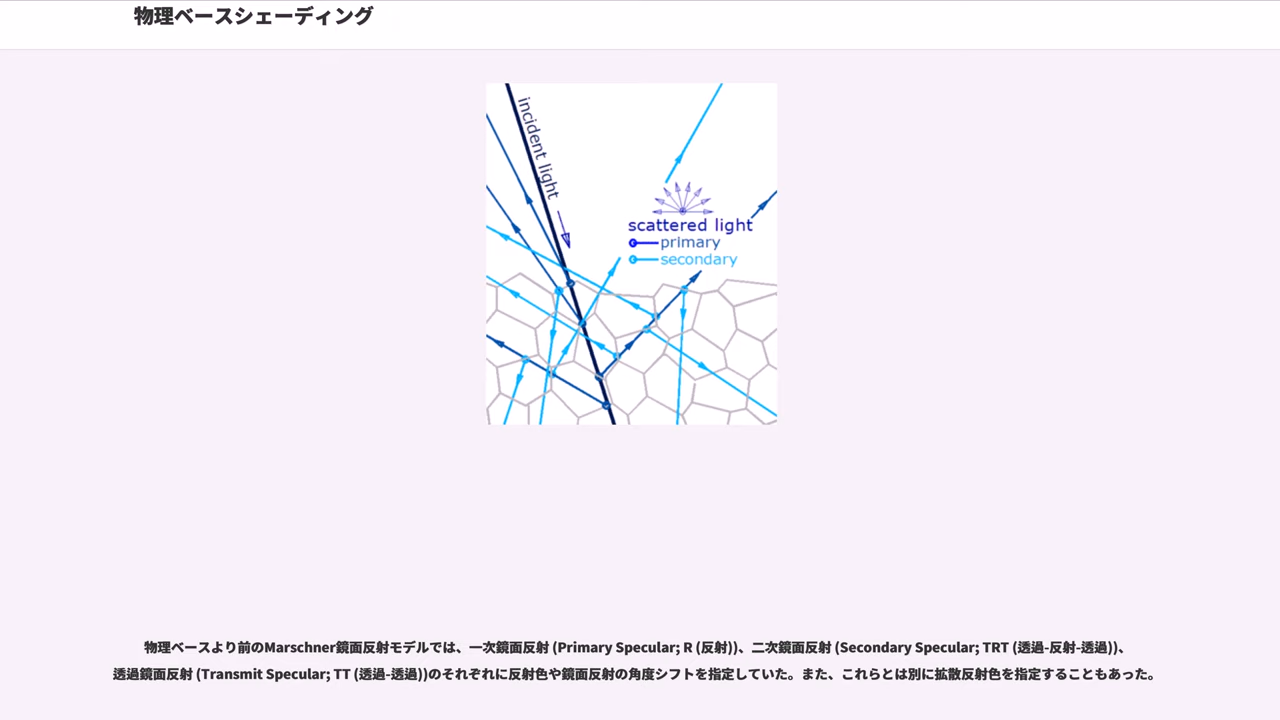 物理ベースシェーディング
incident light
scattered light
primary
secondary
物理ベースより前のMarschner鏡面反射モデルでは、一次鏡面反射 (Primary Specular; R (反射))、二次鏡面反射 (Secondary Specular; TRT (透過-反射-透過))、
透過鏡面反射 (Transmit Specular; TT (透過-透過))のそれぞれに反射色や鏡面反射の角度シフトを指定していた。また、これらとは別に拡散反射色を指定することもあった。